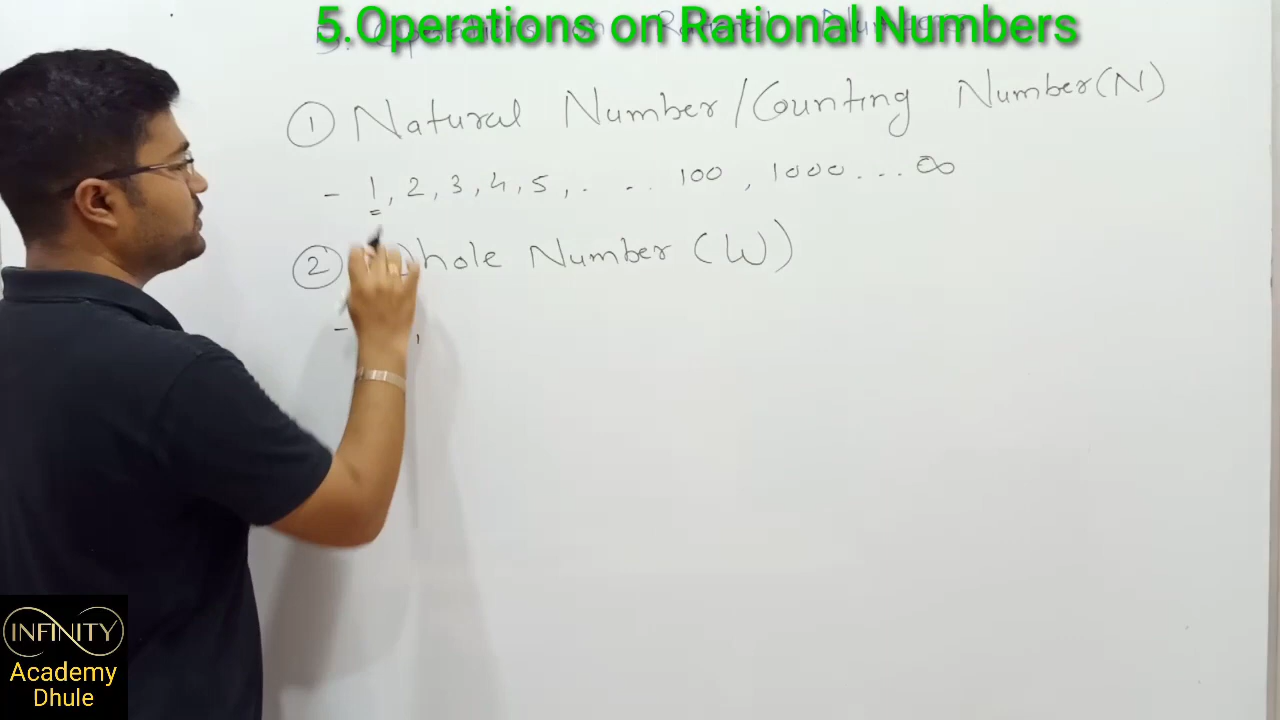 5.Operations on Rational Numbers
① Natural Number/Counting Number(N)
- 1, 2, 3, 4, 5, . . . 100, 1000 . . . ∞
② Whole Number (W)
- ,
INFINITY
Academy
Dhule